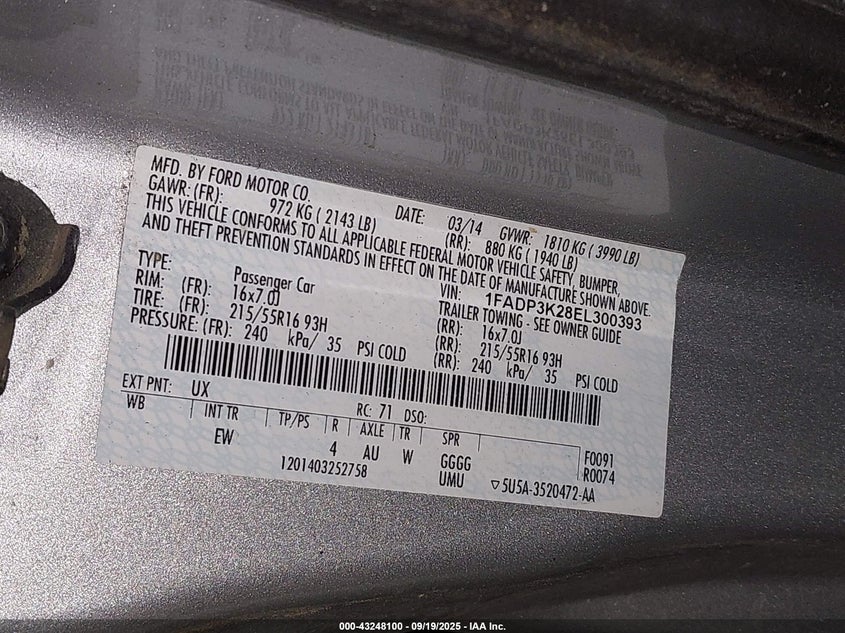 MFD. BY FORD MOTOR CO.
DATE: 03/14 GVWR: 1810 KG ( 3990 LB)
GAWR: (FR): 972 KG ( 2143 LB) (RR): 880 KG ( 1940 LB)
THIS VEHICLE CONFORMS TO ALL APPLICABLE FEDERAL MOTOR VEHICLE SAFETY, BUMPER,
AND THEFT PREVENTION STANDARDS IN EFFECT ON THE DATE OF MANUFACTURE SHOWN ABOVE.
VIN: 1FADP3K28EL300393
TYPE: Passenger Car TRAILER TOWING - SEE OWNER GUIDE
RIM: (FR): 16x7.0J (RR): 16x7.0J
TIRE: (FR): 215/55R16 93H (RR): 215/55R16 93H
PRESSURE: (FR): 240 kPa/ 35 PSI COLD (RR): 240 kPa/ 35 PSI COLD
EXT PNT: UX RC: 71 DSO:
WB INT TR TP/PS R AXLE TR SPR
EW 4 AU W GGGG F0091
UMU R0074
1201403252758 ▽5U5A-3520472-AA
000-43248100 - 09/19/2025 - IAA Inc.